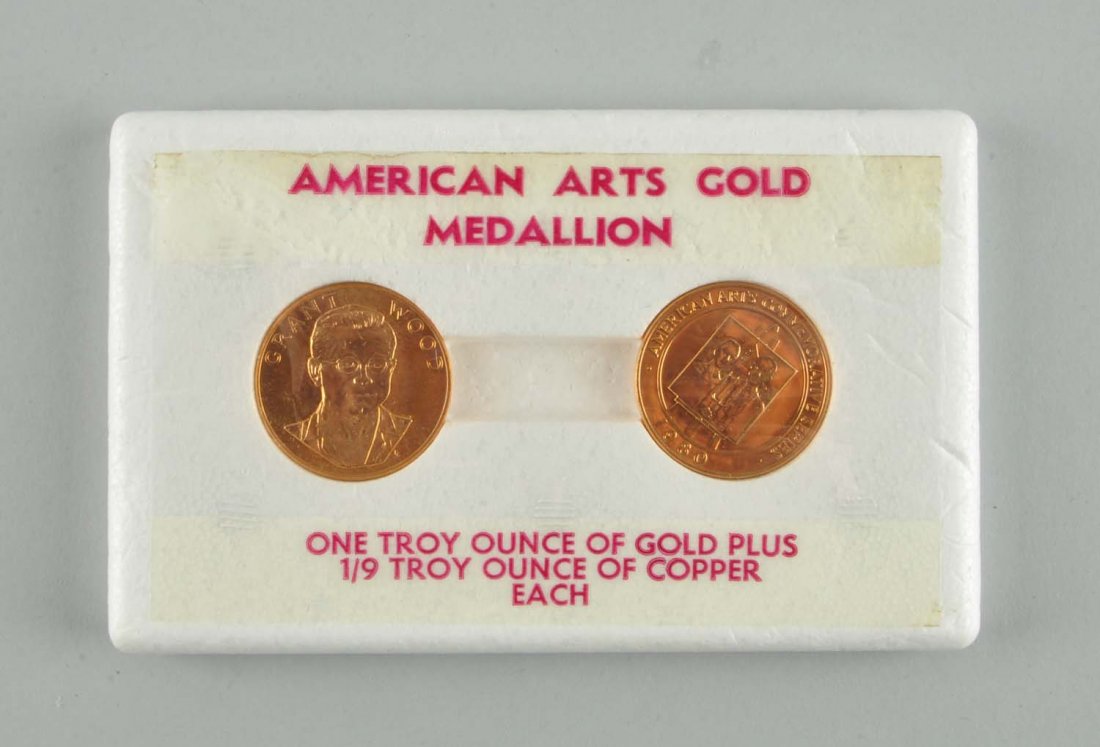 AMERICAN ARTS GOLD
MEDALLION
GRANT WOOD
AMERICAN ARTS COMMEMORATIVE SERIES
1980
ONE TROY OUNCE OF GOLD PLUS
1/9 TROY OUNCE OF COPPER
EACH